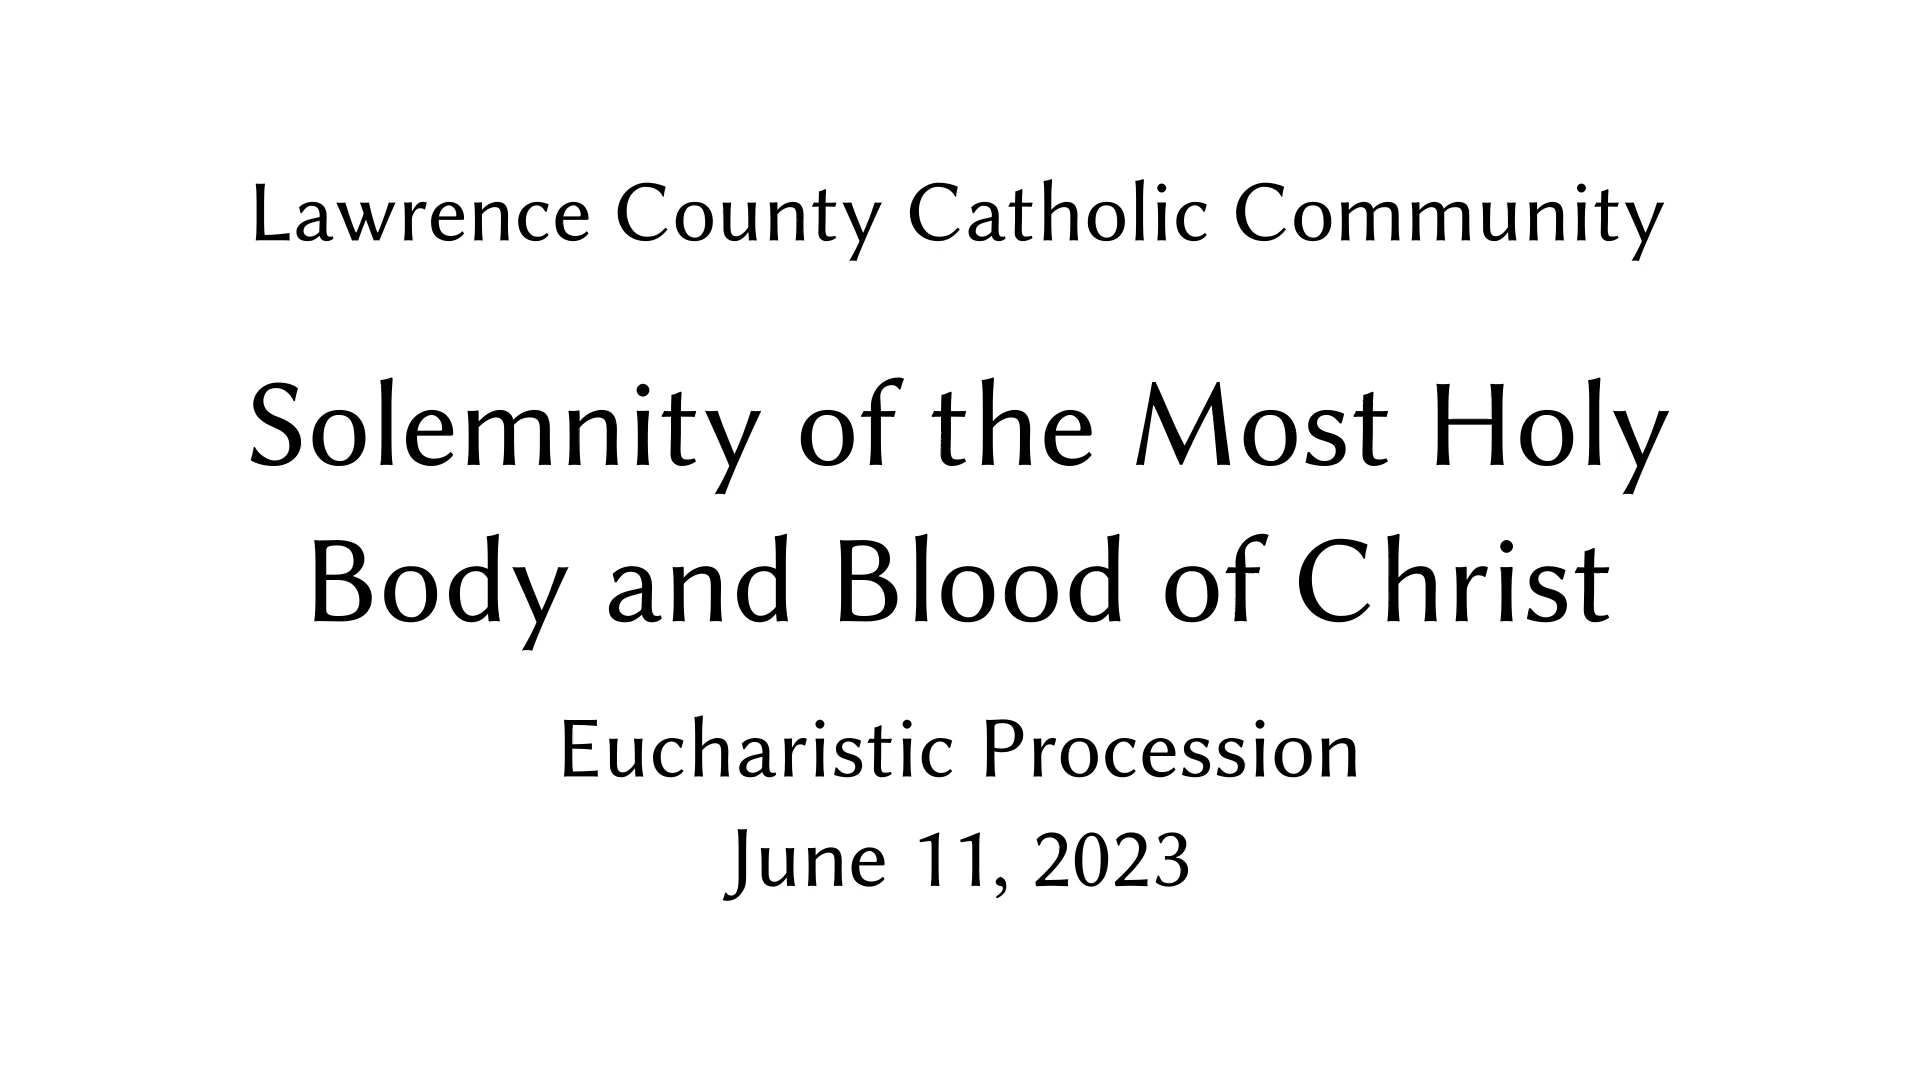 Lawrence County Catholic Community
Solemnity of the Most Holy
Body and Blood of Christ
Eucharistic Procession
June 11, 2023